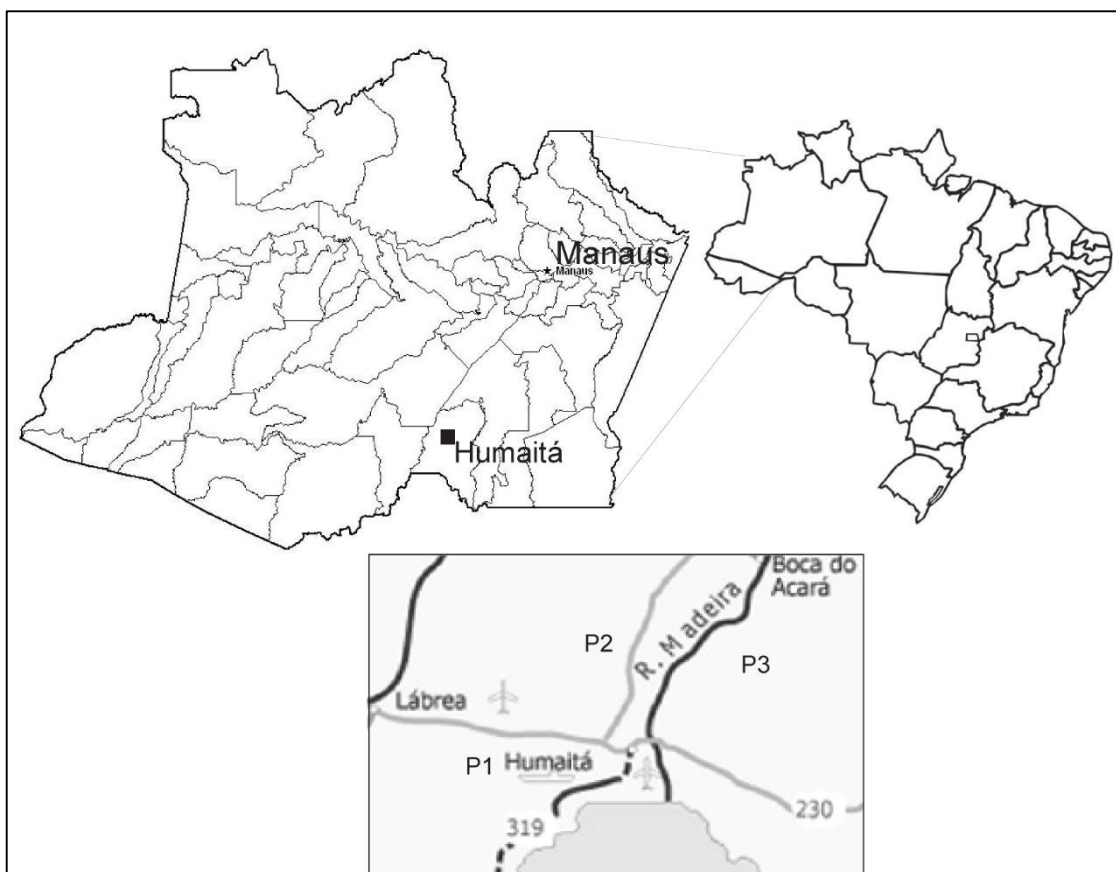 Manaus
Manaus
Humaitá
Boca do
Acará
R. Madeira
P2
P3
Lábrea
P1
Humaitá
230
319